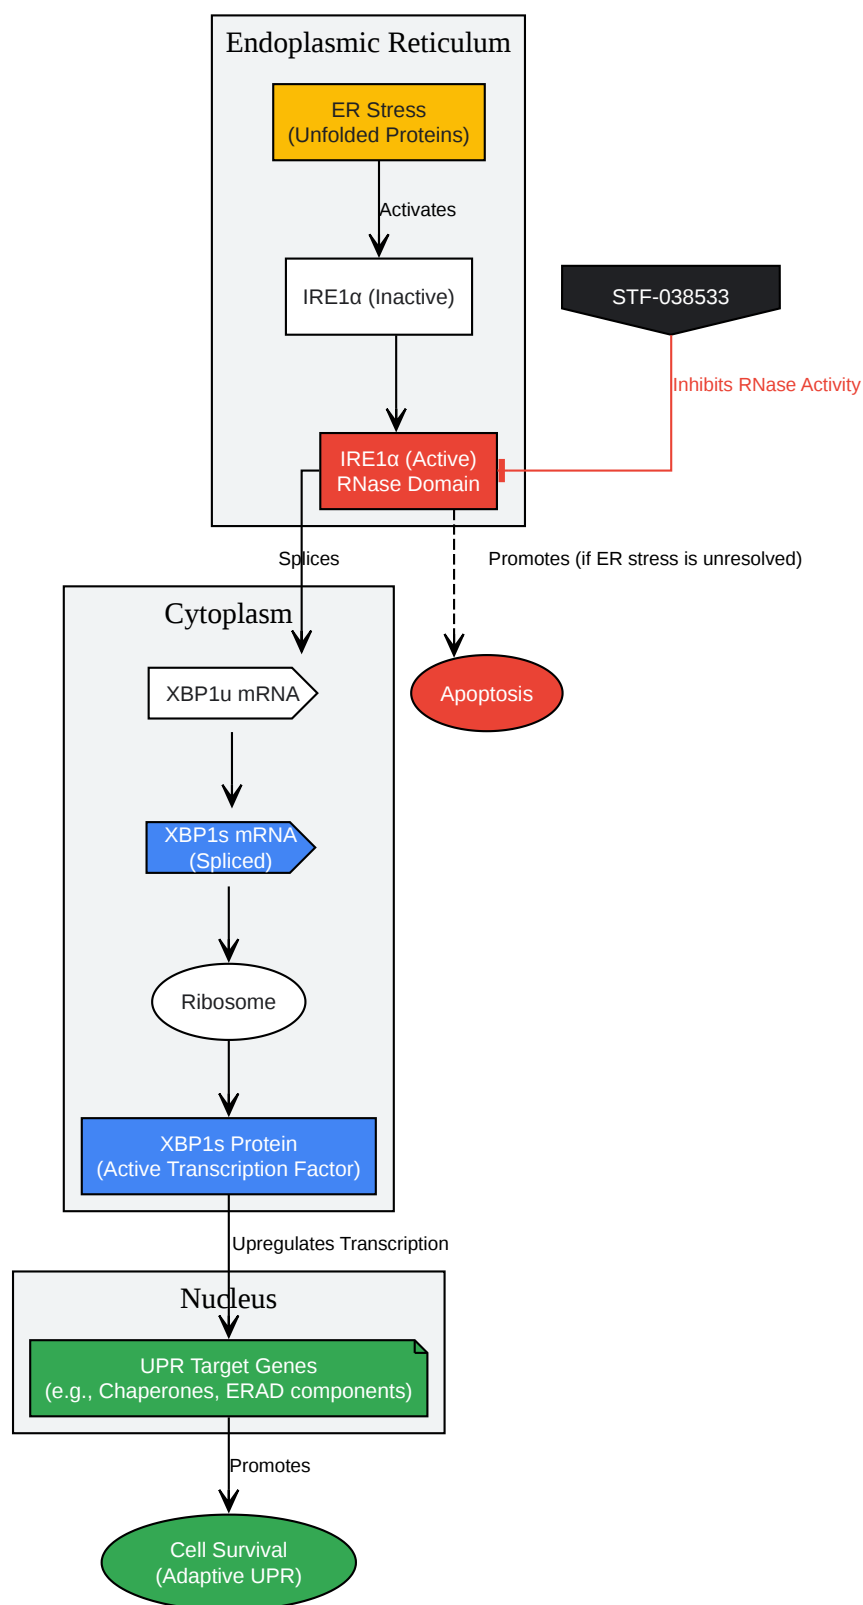 Endoplasmic Reticulum
ER Stress
(Unfolded Proteins)
Activates
IRE1α (Inactive)
STF-038533
Inhibits RNase Activity
IRE1α (Active)
RNase Domain
Splices
Promotes (if ER stress is unresolved)
Cytoplasm
XBP1u mRNA
Apoptosis
XBP1s mRNA
(Spliced)
Ribosome
XBP1s Protein
(Active Transcription Factor)
Upregulates Transcription
Nucleus
UPR Target Genes
(e.g., Chaperones, ERAD components)
Promotes
Cell Survival
(Adaptive UPR)